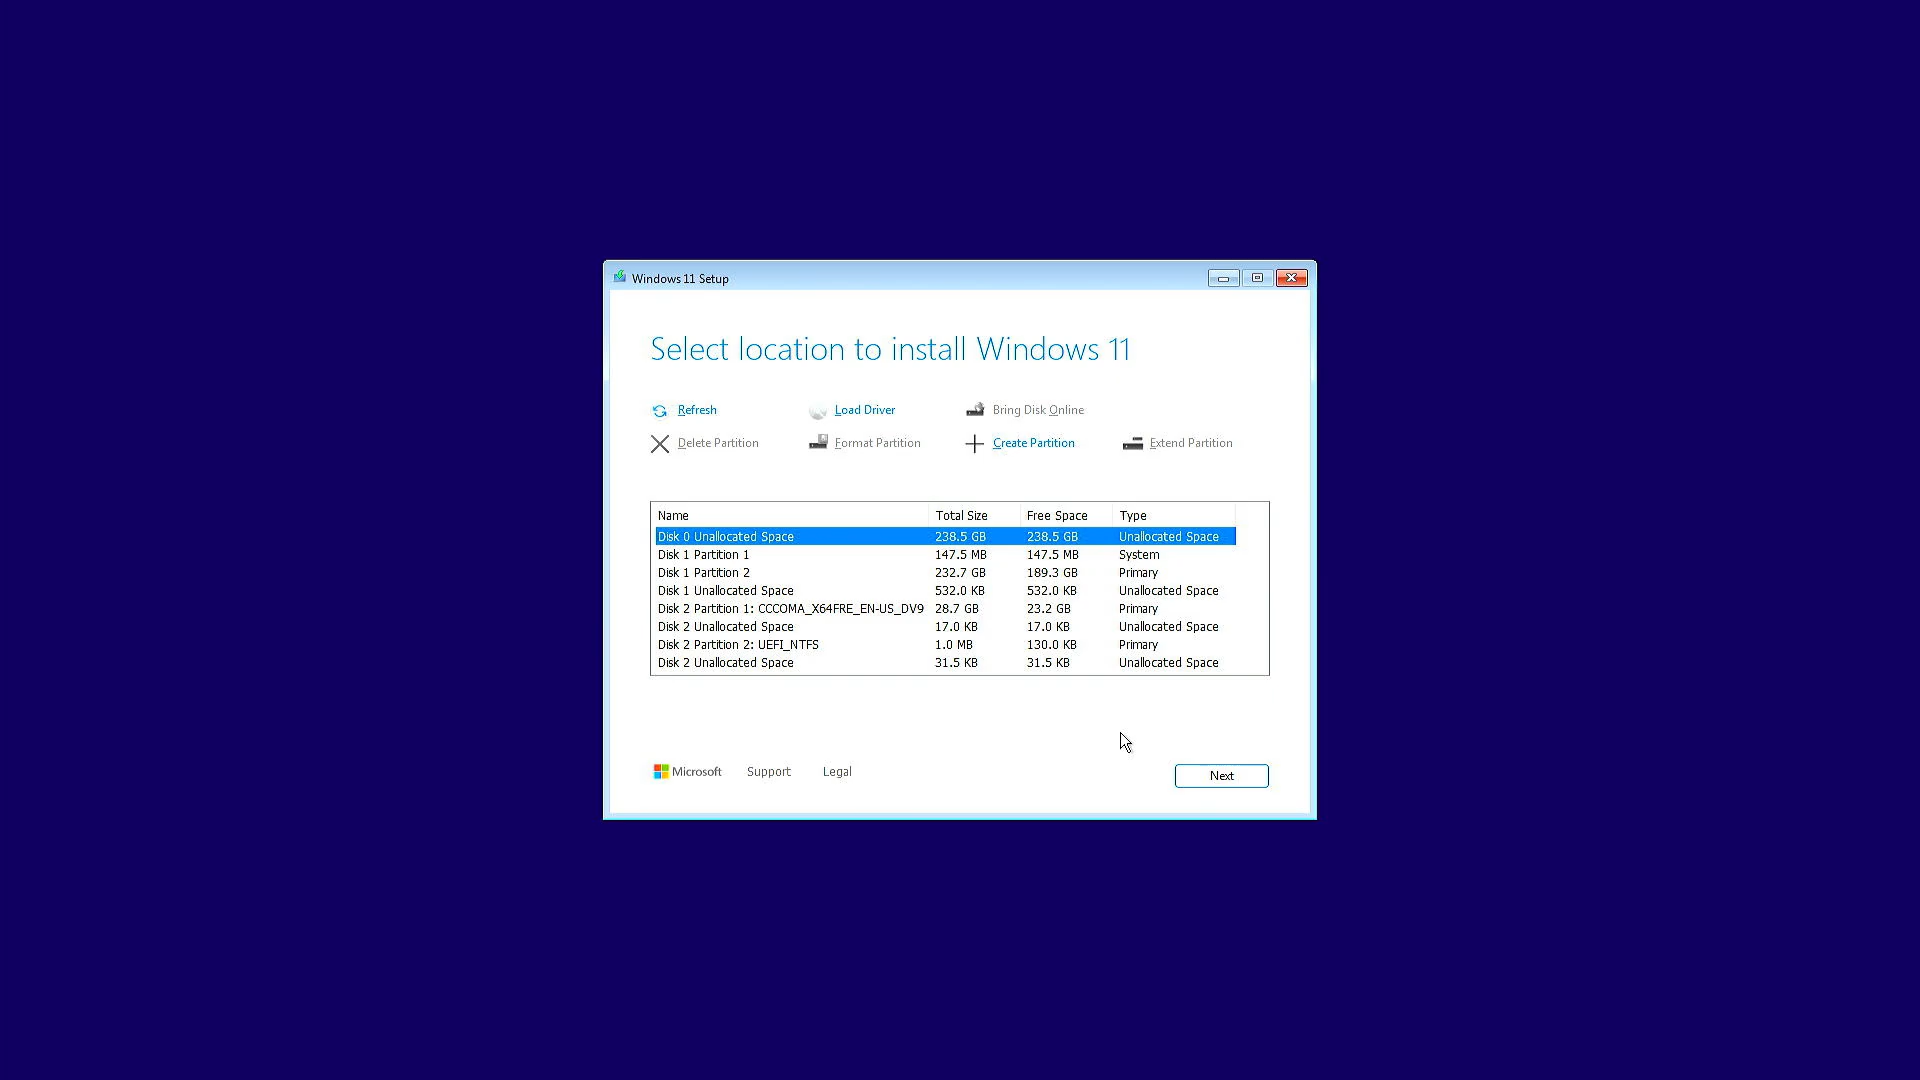 Windows 11 Setup
Select location to install Windows 11
Refresh Load Driver Bring Disk Online
Delete Partition Format Partition Create Partition Extend Partition
Name Total Size Free Space Type
Disk 0 Unallocated Space 238.5 GB 238.5 GB Unallocated Space
Disk 1 Partition 1 147.5 MB 147.5 MB System
Disk 1 Partition 2 232.7 GB 189.3 GB Primary
Disk 1 Unallocated Space 532.0 KB 532.0 KB Unallocated Space
Disk 2 Partition 1: CCCOMA_X64FRE_EN-US_DV9 28.7 GB 23.2 GB Primary
Disk 2 Unallocated Space 17.0 KB 17.0 KB Unallocated Space
Disk 2 Partition 2: UEFI_NTFS 1.0 MB 130.0 KB Primary
Disk 2 Unallocated Space 31.5 KB 31.5 KB Unallocated Space
Microsoft Support Legal Next